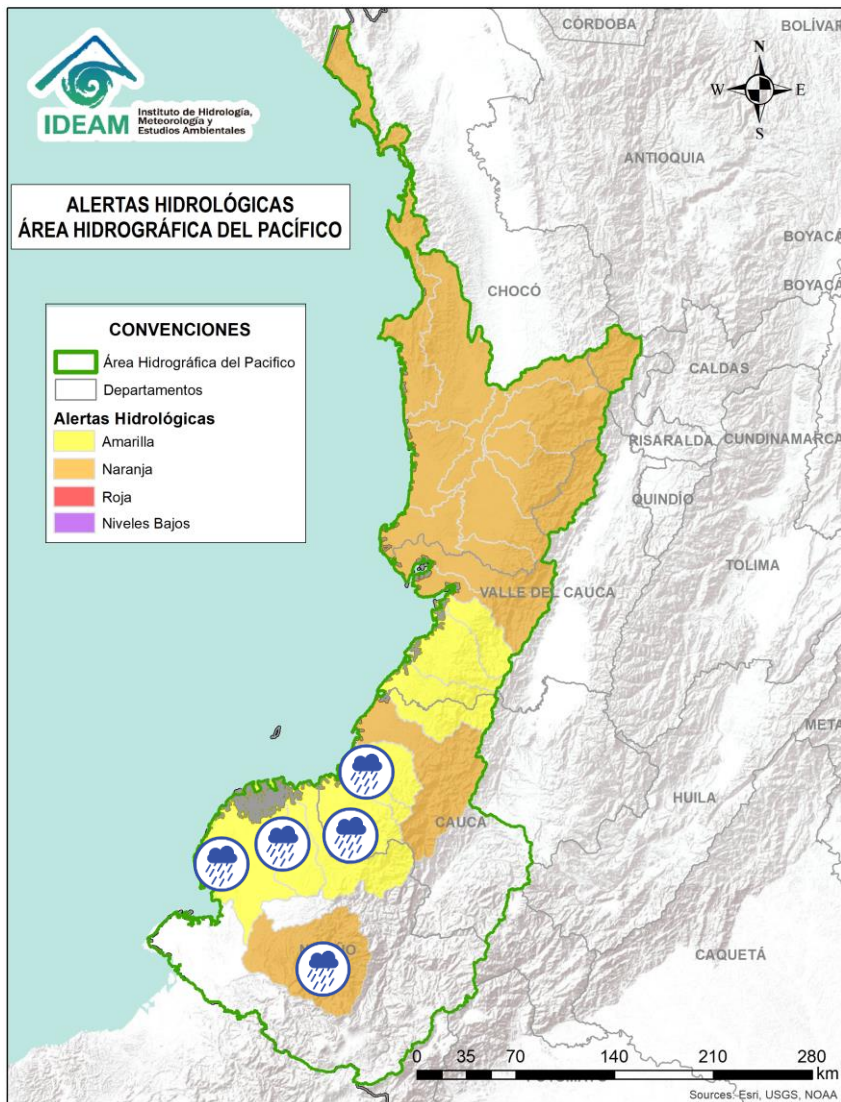 CÓRDOBA
BOLÍVAR
IDEAM
Instituto de Hidrología,
Meteorología y
Estudios Ambientales
N
W
E
S
ANTIOQUIA
ALERTAS HIDROLÓGICAS
ÁREA HIDROGRÁFICA DEL PACÍFICO
BOYACÁ
BOYACÁ
CHOCÓ
CONVENCIONES
Área Hidrográfica del Pacifico
Departamentos
Alertas Hidrológicas
Amarilla
Naranja
Roja
Niveles Bajos
CALDAS
RISARALDA
CUNDINAMARCA
QUINDÍO
TOLIMA
VALLE DEL CAUCA
META
HUILA
CAUCA
CAQUETÁ
0 35 70 140 210 280
km
Sources: Esri, USGS, NOAA